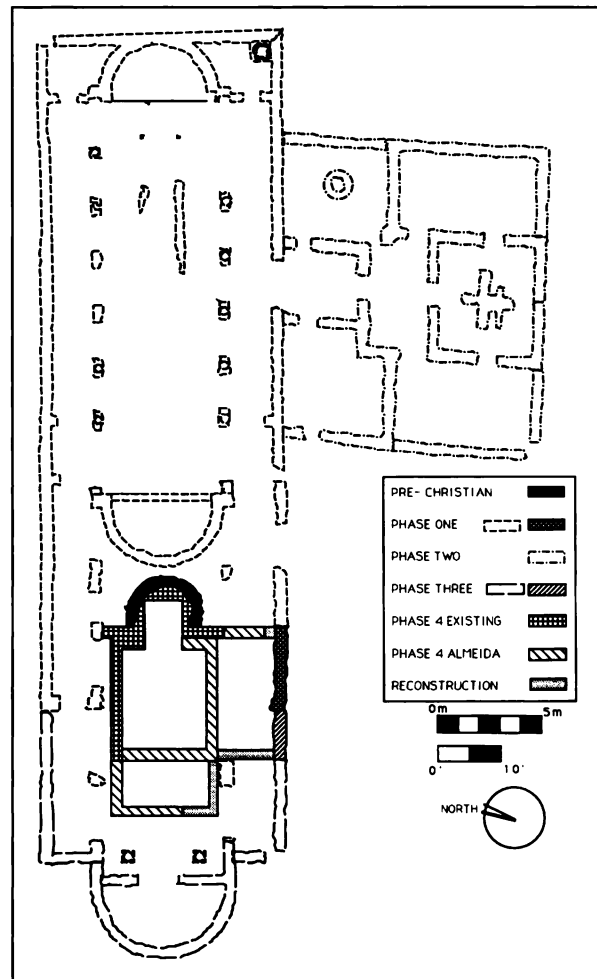 PRE-CHRISTIAN
PHASE ONE
PHASE TWO
PHASE THREE
PHASE 4 EXISTING
PHASE 4 ALMEIDA
RECONSTRUCTION
0m 5m
0' 10'
NORTH